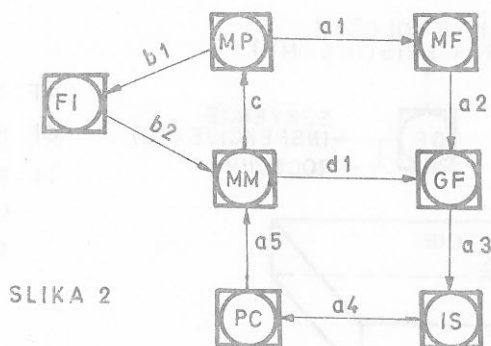 MP a1 MF
b1
FI c a2
b2
MM d1 GF
a5 a3
SLIKA 2
PC a4 IS